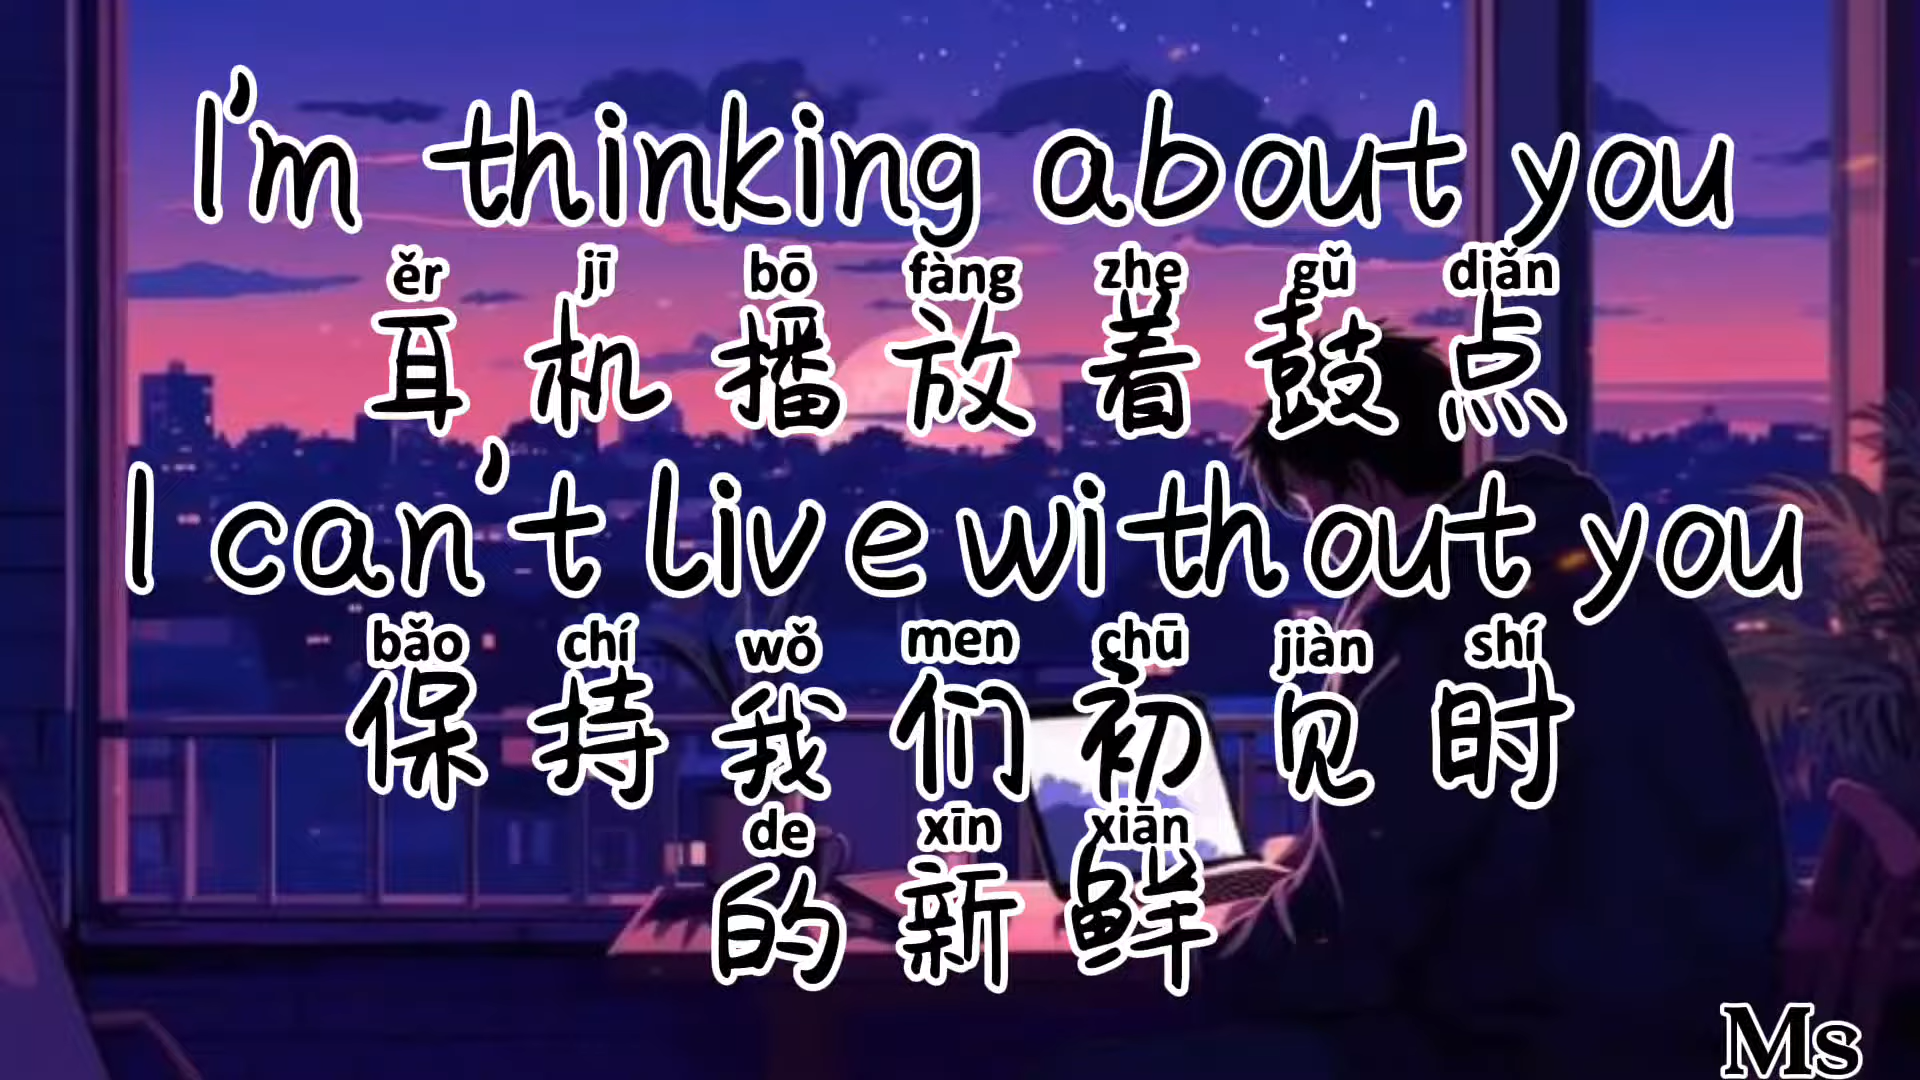 I'm thinking about you
ěr jī bō fàng zhe gǔ diǎn
耳机播放着鼓点
I can't live without you
bǎo chí wǒ men chū jiàn shí
保持我们初见时
de xīn xiān
的新鲜
Ms